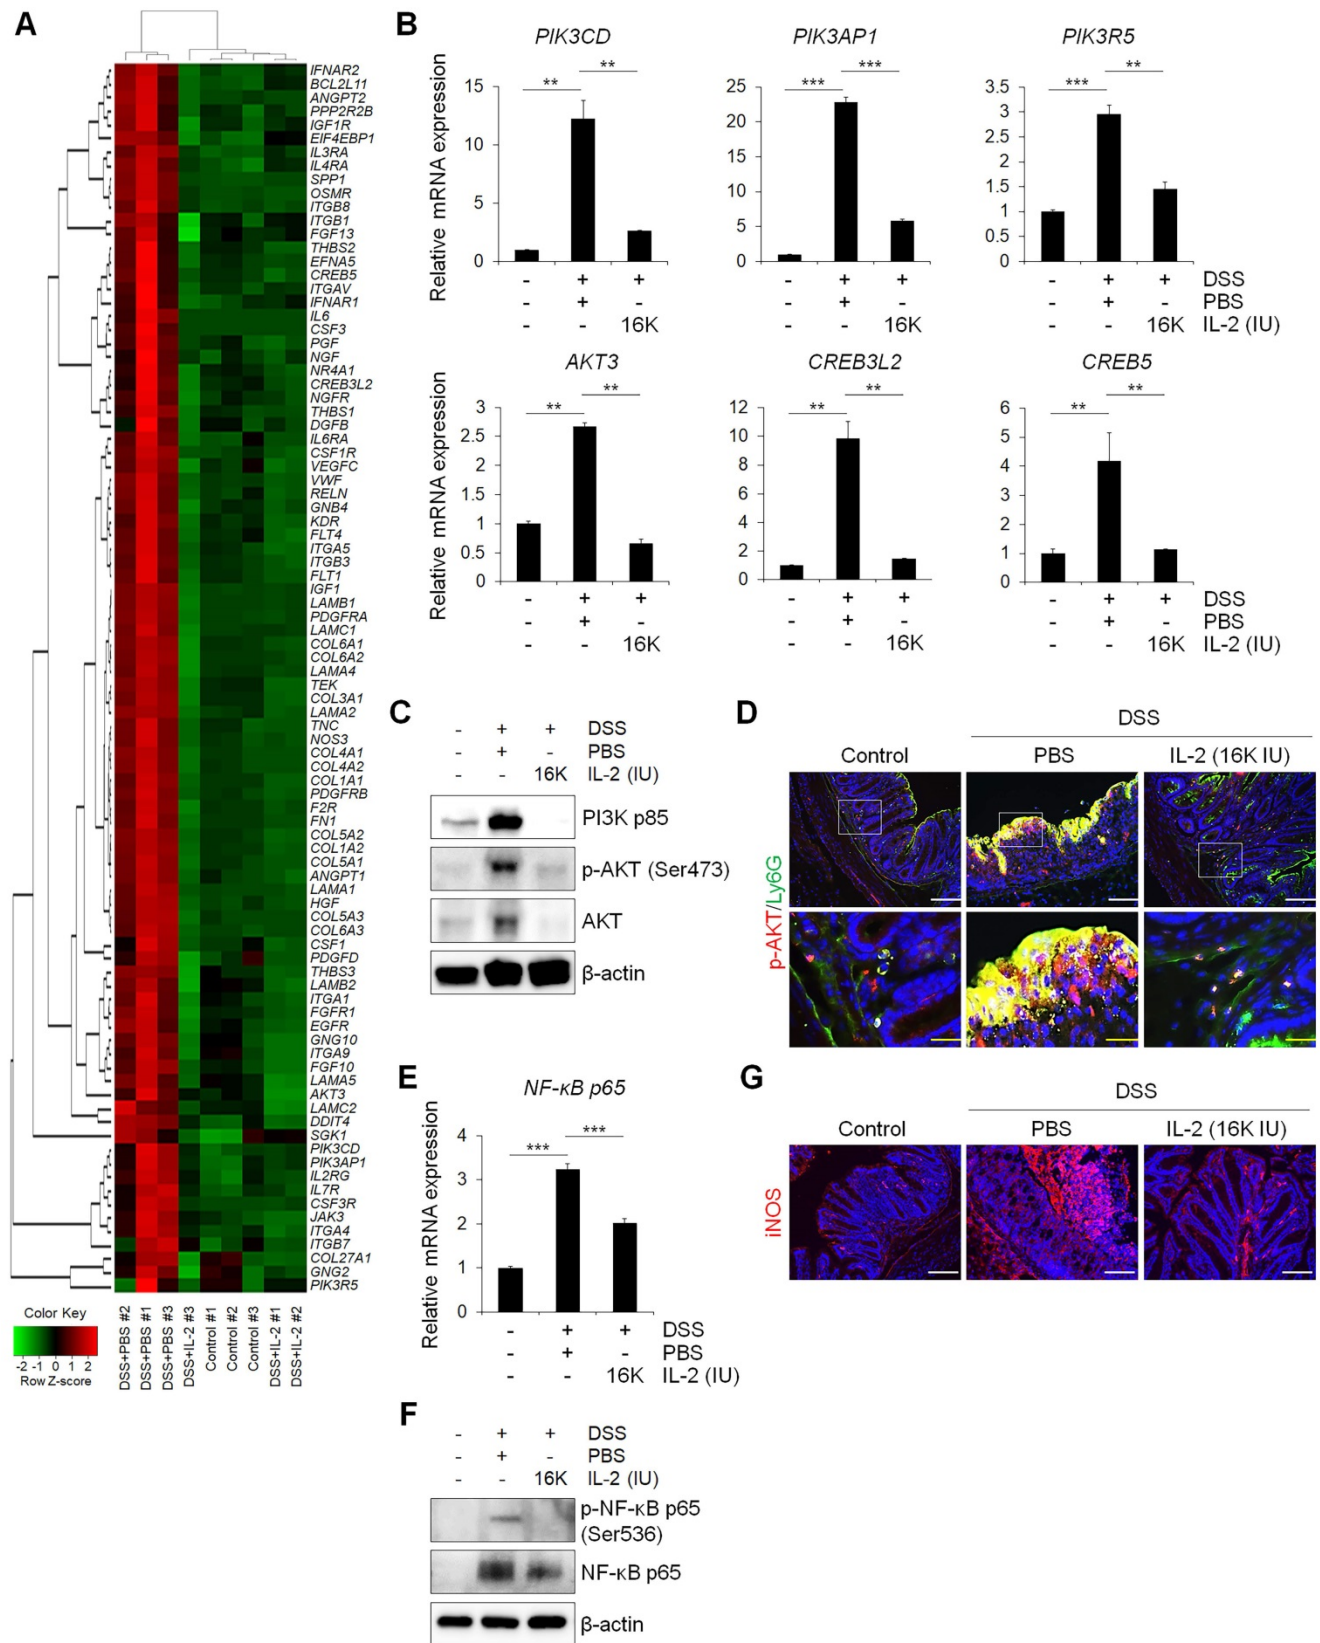 A
IFNAR2
BCL2L11
ANGPT2
PPP2R2B
IGF1R
EIF4EBP1
IL3RA
IL4RA
SPP1
OSMR
ITGB8
ITGB1
FGF13
THBS2
EFNA5
CREB5
ITGAV
IFNAR1
IL6
CSF3
PGF
NGF
NR4A1
CREB3L2
NGFR
THBS1
DGFB
IL6RA
CSF1R
VEGFC
VWF
RELN
GNB4
KDR
FLT4
ITGA5
ITGB3
FLT1
IGF1
LAMB1
PDGFRA
LAMC1
COL6A1
COL6A2
LAMA4
TEK
COL3A1
LAMA2
TNC
NOS3
COL4A1
COL4A2
COL1A1
PDGFRB
F2R
FN1
COL5A2
COL1A2
COL5A1
ANGPT1
LAMA1
HGF
COL5A3
COL6A3
CSF1
PDGFD
THBS3
LAMB2
ITGA1
FGFR1
EGFR
GNG10
ITGA9
FGF10
LAMA5
AKT3
LAMC2
DDIT4
SGK1
PIK3CD
PIK3AP1
IL2RG
IL7R
CSF3R
JAK3
ITGA4
ITGB7
COL27A1
GNG2
PIK3R5
Color Key
-2 -1 0 1 2
Row Z-score
DSS+PBS #2
DSS+PBS #1
DSS+PBS #3
DSS+IL-2 #3
Control #1
Control #2
Control #3
DSS+IL-2 #1
DSS+IL-2 #2
B
PIK3CD
Relative mRNA expression
15
10
5
0
** **
- + +
- + -
- - 16K
PIK3AP1
25
20
15
10
5
0
*** ***
- + +
- + -
- - 16K
PIK3R5
3.5
3
2.5
2
1.5
1
0.5
0
*** **
- + + DSS
- + - PBS
- - 16K IL-2 (IU)
AKT3
Relative mRNA expression
3
2.5
2
1.5
1
0.5
0
** **
- + +
- + -
- - 16K
CREB3L2
12
10
8
6
4
2
0
** **
- + +
- + -
- - 16K
CREB5
6
5
4
3
2
1
0
** **
- + + DSS
- + - PBS
- - 16K IL-2 (IU)
C
- + + DSS
- + - PBS
- - 16K IL-2 (IU)
PI3K p85
p-AKT (Ser473)
AKT
β-actin
D
DSS
Control PBS IL-2 (16K IU)
p-AKT/Ly6G
E
NF-κB p65
Relative mRNA expression
4
3
2
1
0
*** ***
- + + DSS
- + - PBS
- - 16K IL-2 (IU)
G
DSS
Control PBS IL-2 (16K IU)
iNOS
F
- + + DSS
- + - PBS
- - 16K IL-2 (IU)
p-NF-κB p65
(Ser536)
NF-κB p65
β-actin